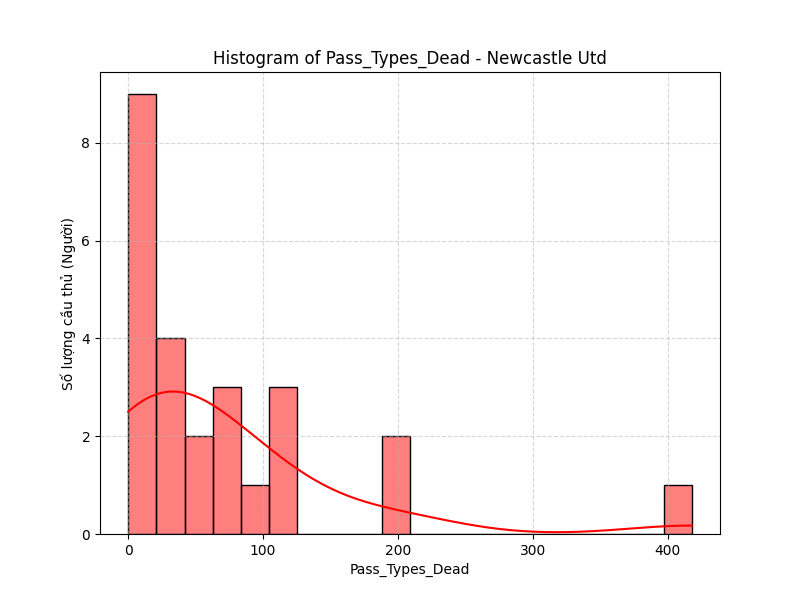 Histogram of Pass_Types_Dead - Newcastle Utd
Số lượng cầu thủ (Người)
8
6
4
2
0
0 100 200 300 400
Pass_Types_Dead